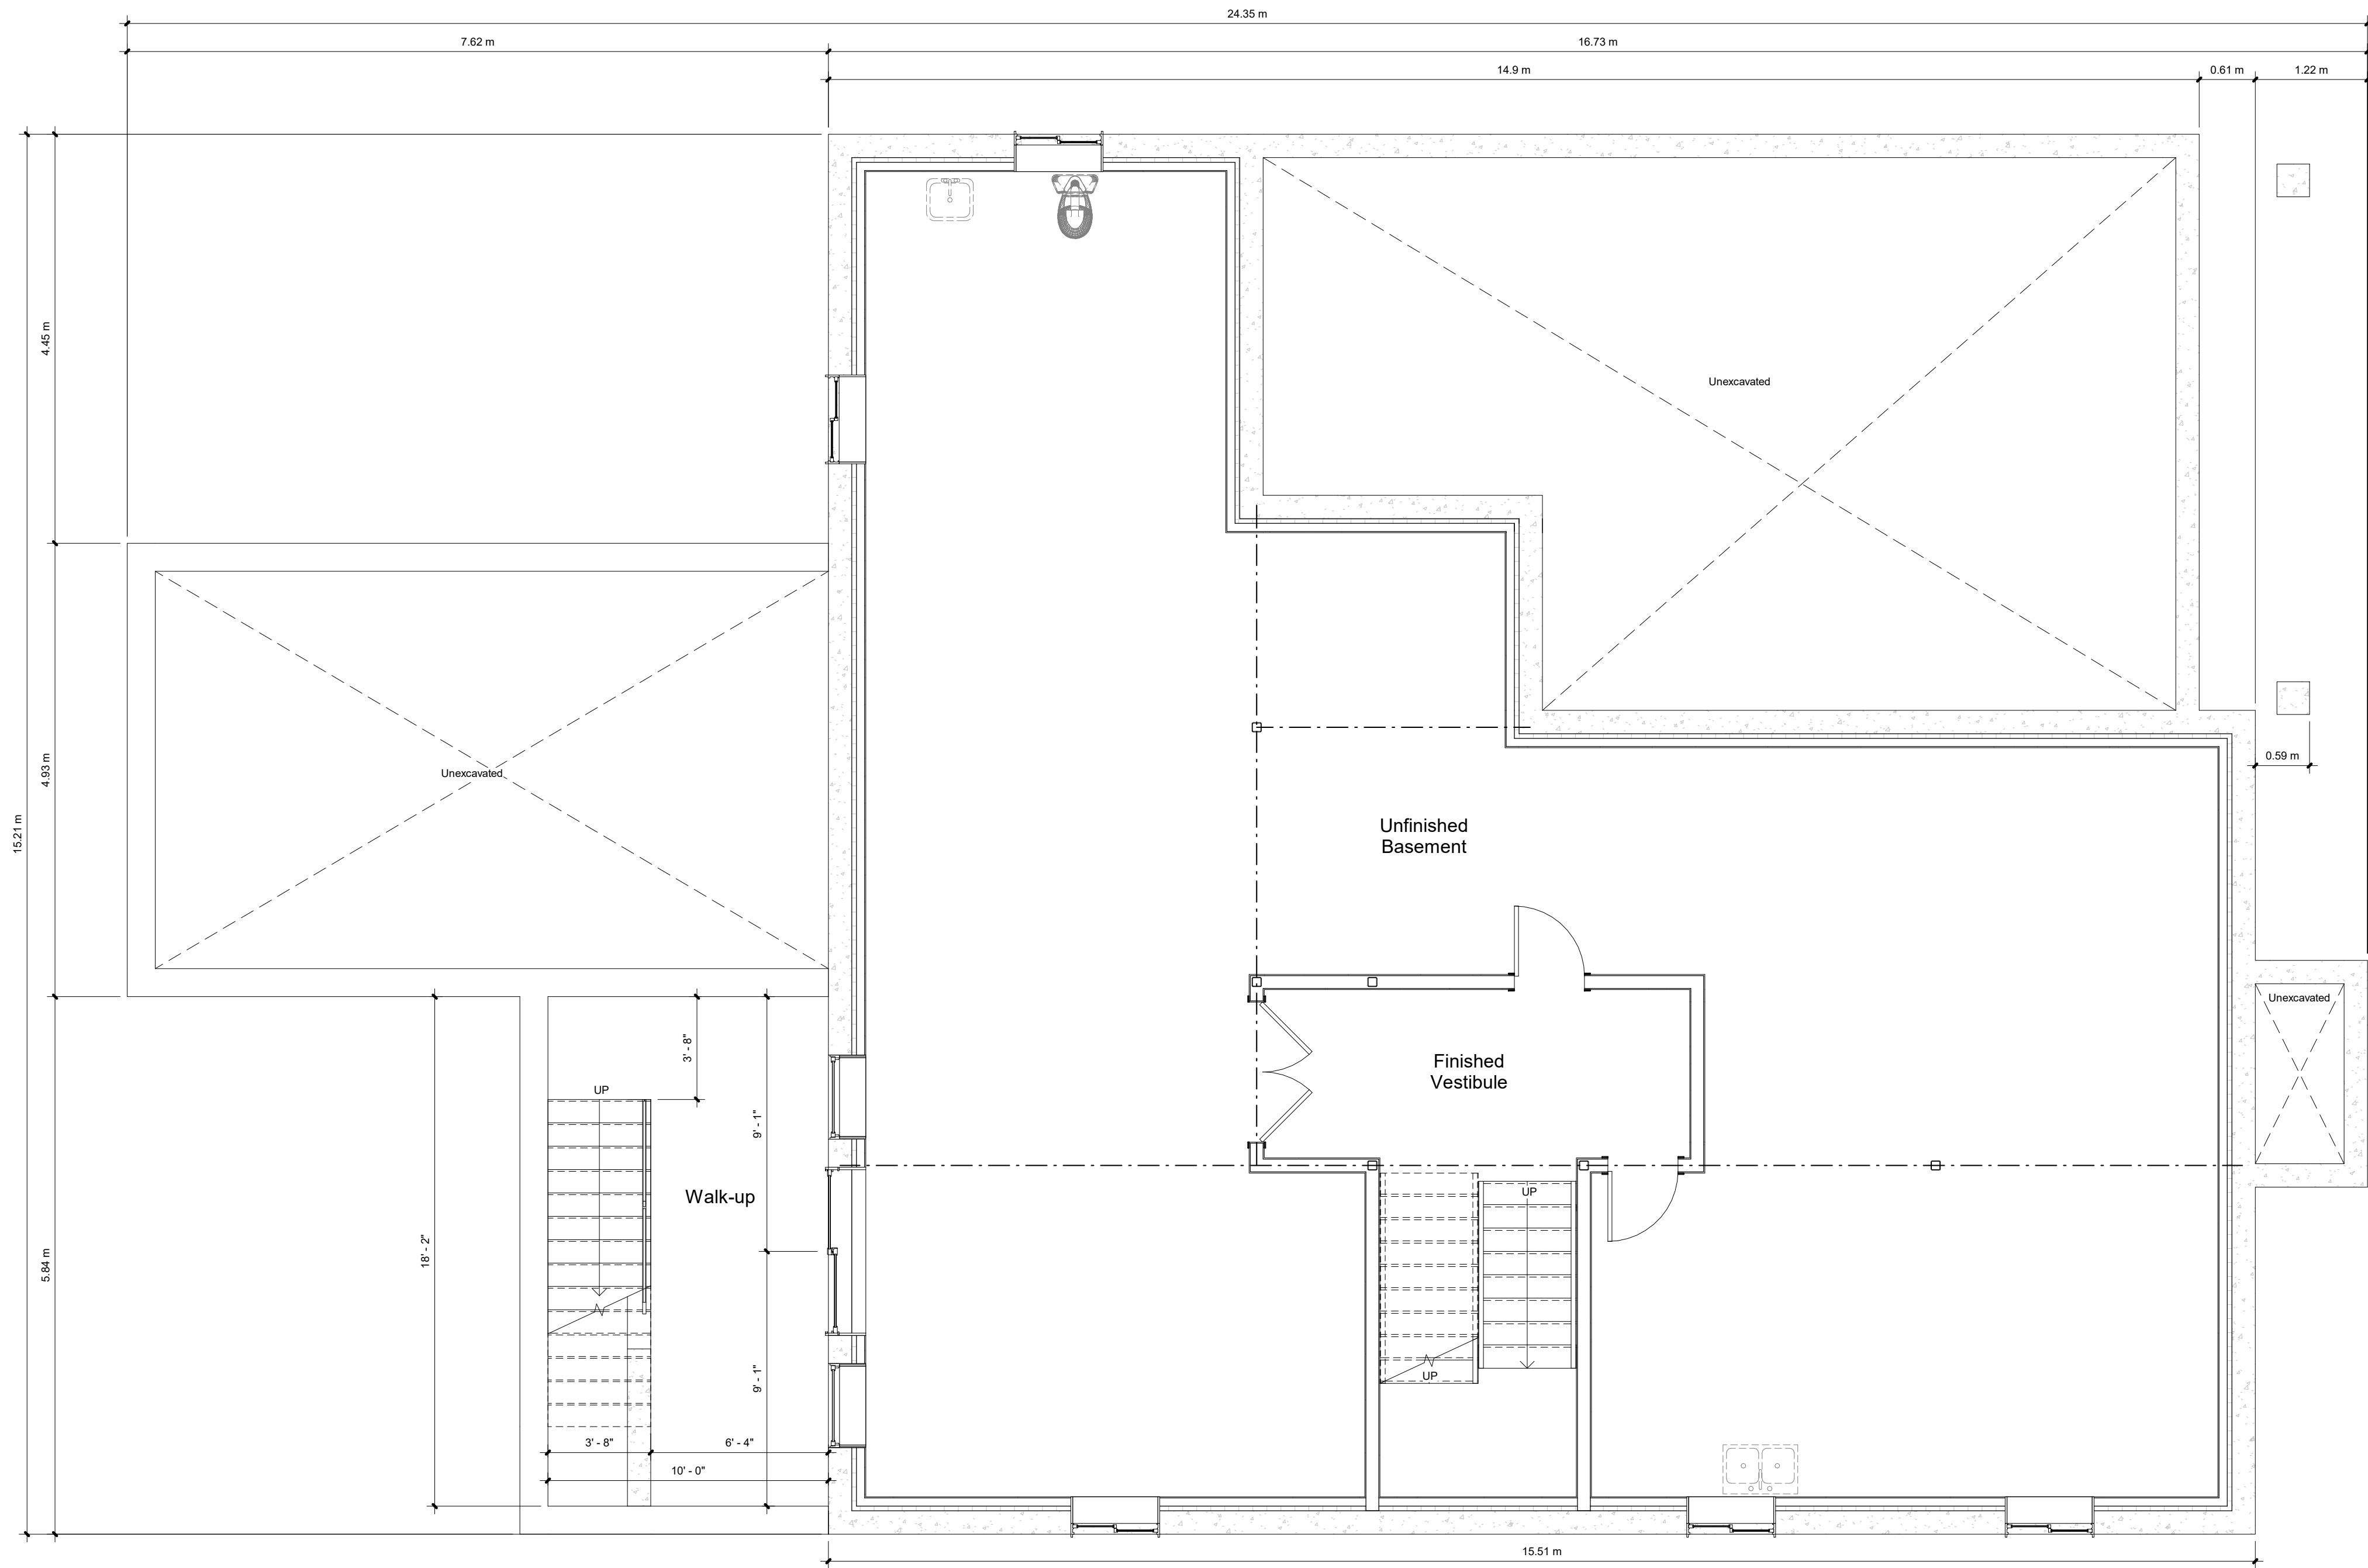 24.35 m
7.62 m
16.73 m
14.9 m
0.61 m
1.22 m
4.45 m
Unexcavated
4.93 m
Unexcavated
0.59 m
15.21 m
Unfinished
Basement
Unexcavated
3' - 8"
Finished
Vestibule
UP
9' - 1"
Walk-up
UP
18' - 2"
5.84 m
9' - 1"
UP
3' - 8"
6' - 4"
10' - 0"
15.51 m